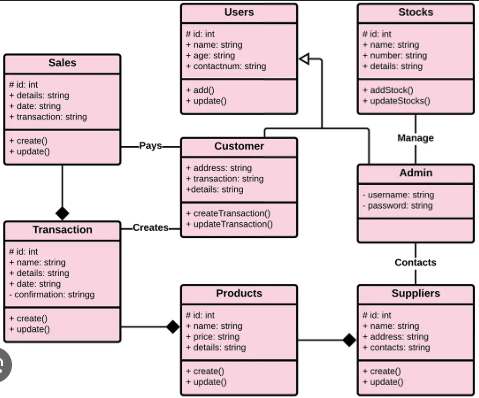 Users
# id: int
+ name: string
+ age: string
+ contactnum: string
+ add()
+ update()
Stocks
# id: int
+ name: string
+ number: string
+ details: string
+ addStock()
+ updateStocks()
Sales
# id: int
+ details: string
+ date: string
+ transaction: string
+ create()
+ update()
Pays
Customer
+ address: string
+ transaction: string
+details: string
+ createTransaction()
+ updateTransaction()
Manage
Admin
- username: string
- password: string
Creates
Transaction
# id: int
+ name: string
+ details: string
+ date: string
- confirmation: stringg
+ create()
+ update()
Contacts
Products
# id: int
+ name: string
+ price: string
+ details: string
+ create()
+ update()
Suppliers
# id: int
+ name: string
+ address: string
+ contacts: string
+ create()
+ update()